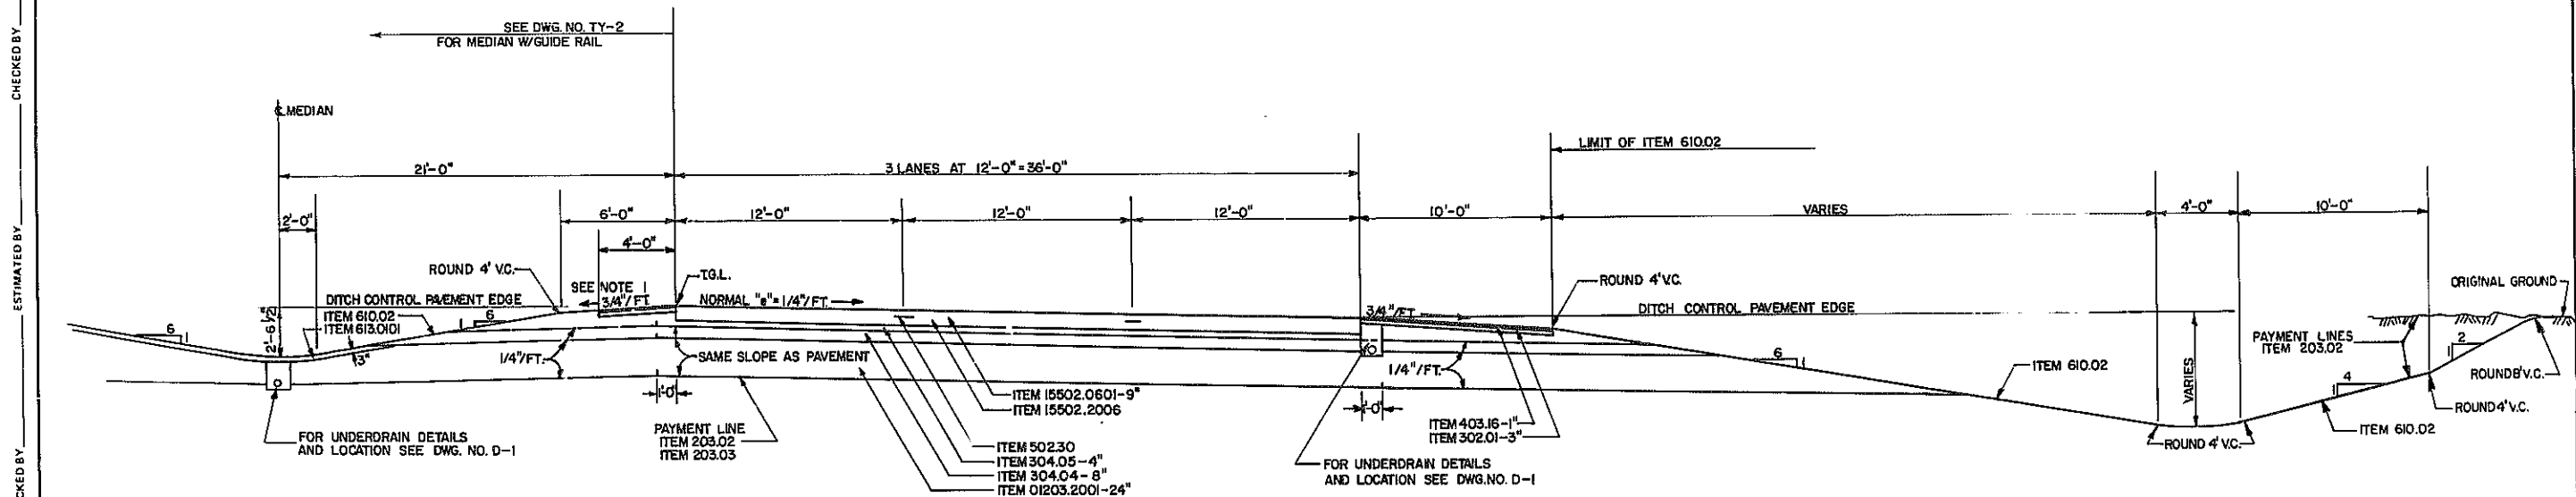 CHECKED BY
ESTIMATED BY
CKED BY
SEE DWG. NO. TY-2
FOR MEDIAN W/GUIDE RAIL
℄ MEDIAN
LIMIT OF ITEM 610.02
21'-0"
3 LANES AT 12'-0" = 36'-0"
2'-0"
6'-0"
12'-0"
12'-0"
12'-0"
10'-0"
VARIES
4'-0"
10'-0"
4'-0"
ROUND 4' V.C.
T.G.L.
ROUND 4' V.C.
ORIGINAL GROUND
SEE NOTE 1
3/4"/FT.
NORMAL "e" = 1/4"/FT.
DITCH CONTROL PAVEMENT EDGE
DITCH CONTROL PAVEMENT EDGE
2'-6 1/2"
ITEM 610.02
ITEM 613.0101
6
1
6
1
3"
3/4"/FT.
1/4"/FT.
SAME SLOPE AS PAVEMENT
1/4"/FT.
6
1
ITEM 610.02
VARIES
PAYMENT LINES
ITEM 203.02
2
1
4
1
ROUND 8' V.C.
ROUND 4' V.C.
ITEM 610.02
ROUND 4' V.C.
1'-0"
1'-0"
ITEM 15502.0601-9"
ITEM 15502.2006
ITEM 403.16-1"
ITEM 302.01-3"
PAYMENT LINE
ITEM 203.02
ITEM 203.03
FOR UNDERDRAIN DETAILS
AND LOCATION SEE DWG. NO. D-1
ITEM 502.30
ITEM 304.05-4"
ITEM 304.04-8"
ITEM 01203.2001-24"
FOR UNDERDRAIN DETAILS
AND LOCATION SEE DWG. NO. D-1